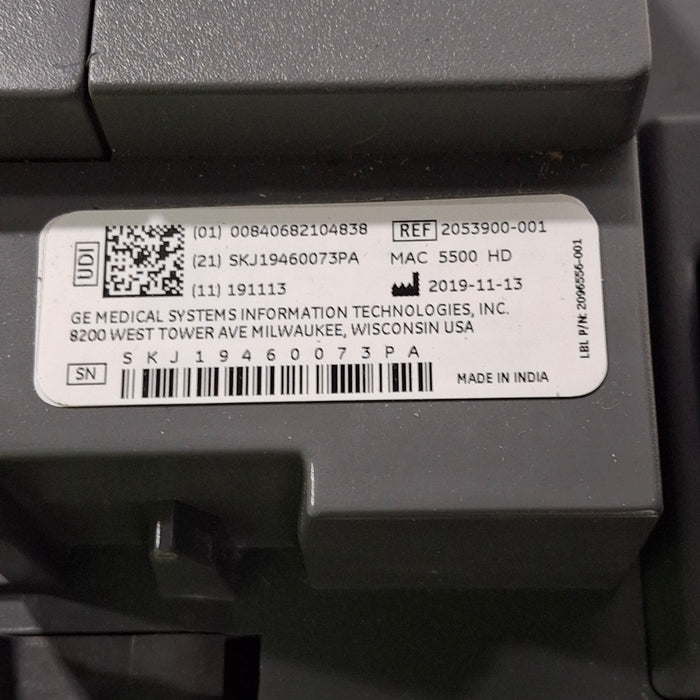 UDI
(01) 00840682104838 REF 2053900-001
(21) SKJ19460073PA MAC 5500 HD
(11) 191113 2019-11-13
GE MEDICAL SYSTEMS INFORMATION TECHNOLOGIES, INC.
8200 WEST TOWER AVE MILWAUKEE, WISCONSIN USA
SKJ19460073PA
SN MADE IN INDIA
LBL P/N: 2096556-001